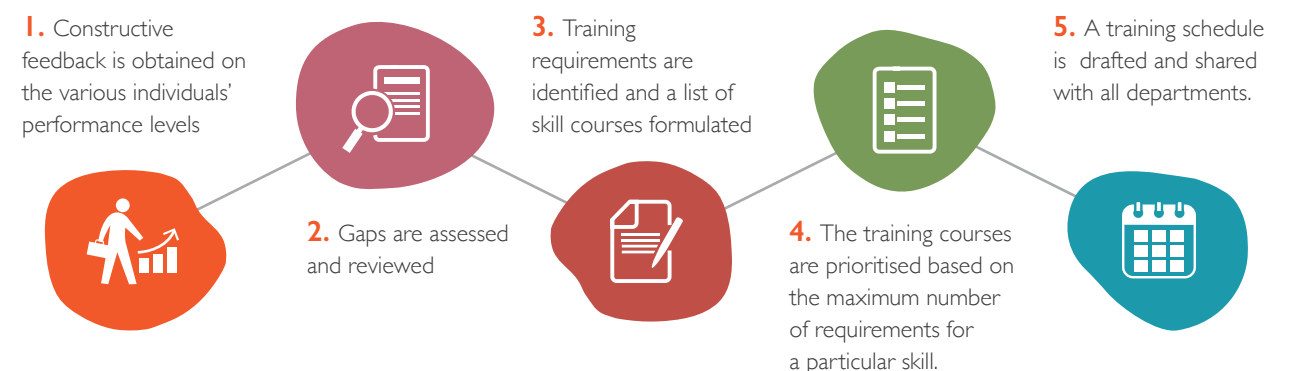 1. Constructive
feedback is obtained on
the various individuals’
performance levels
2. Gaps are assessed
and reviewed
3. Training
requirements are
identified and a list of
skill courses formulated
4. The training courses
are prioritised based on
the maximum number
of requirements for
a particular skill.
5. A training schedule
is drafted and shared
with all departments.